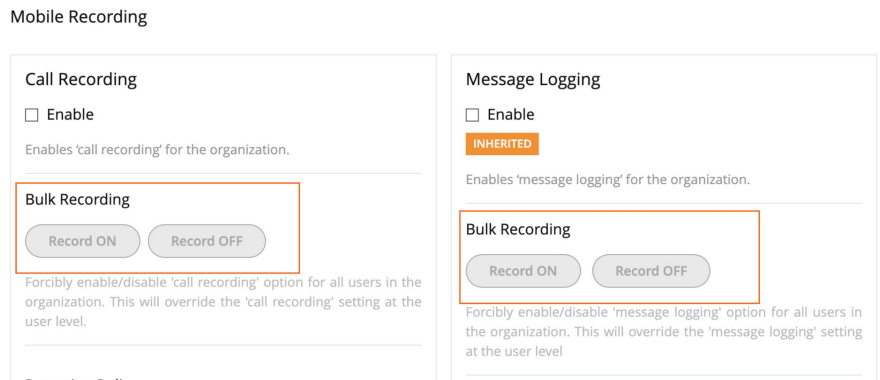 Mobile Recording
Call Recording
Enable
Enables 'call recording' for the organization.
Bulk Recording
Record ON
Record OFF
Forcibly enable/disable 'call recording' option for all users in the
organization. This will override the 'call recording' setting at the
user level.
Message Logging
Enable
INHERITED
Enables 'message logging' for the organization.
Bulk Recording
Record ON
Record OFF
Forcibly enable/disable 'message logging' option for all users in
the organization. This will override the 'message logging' setting
at the user level